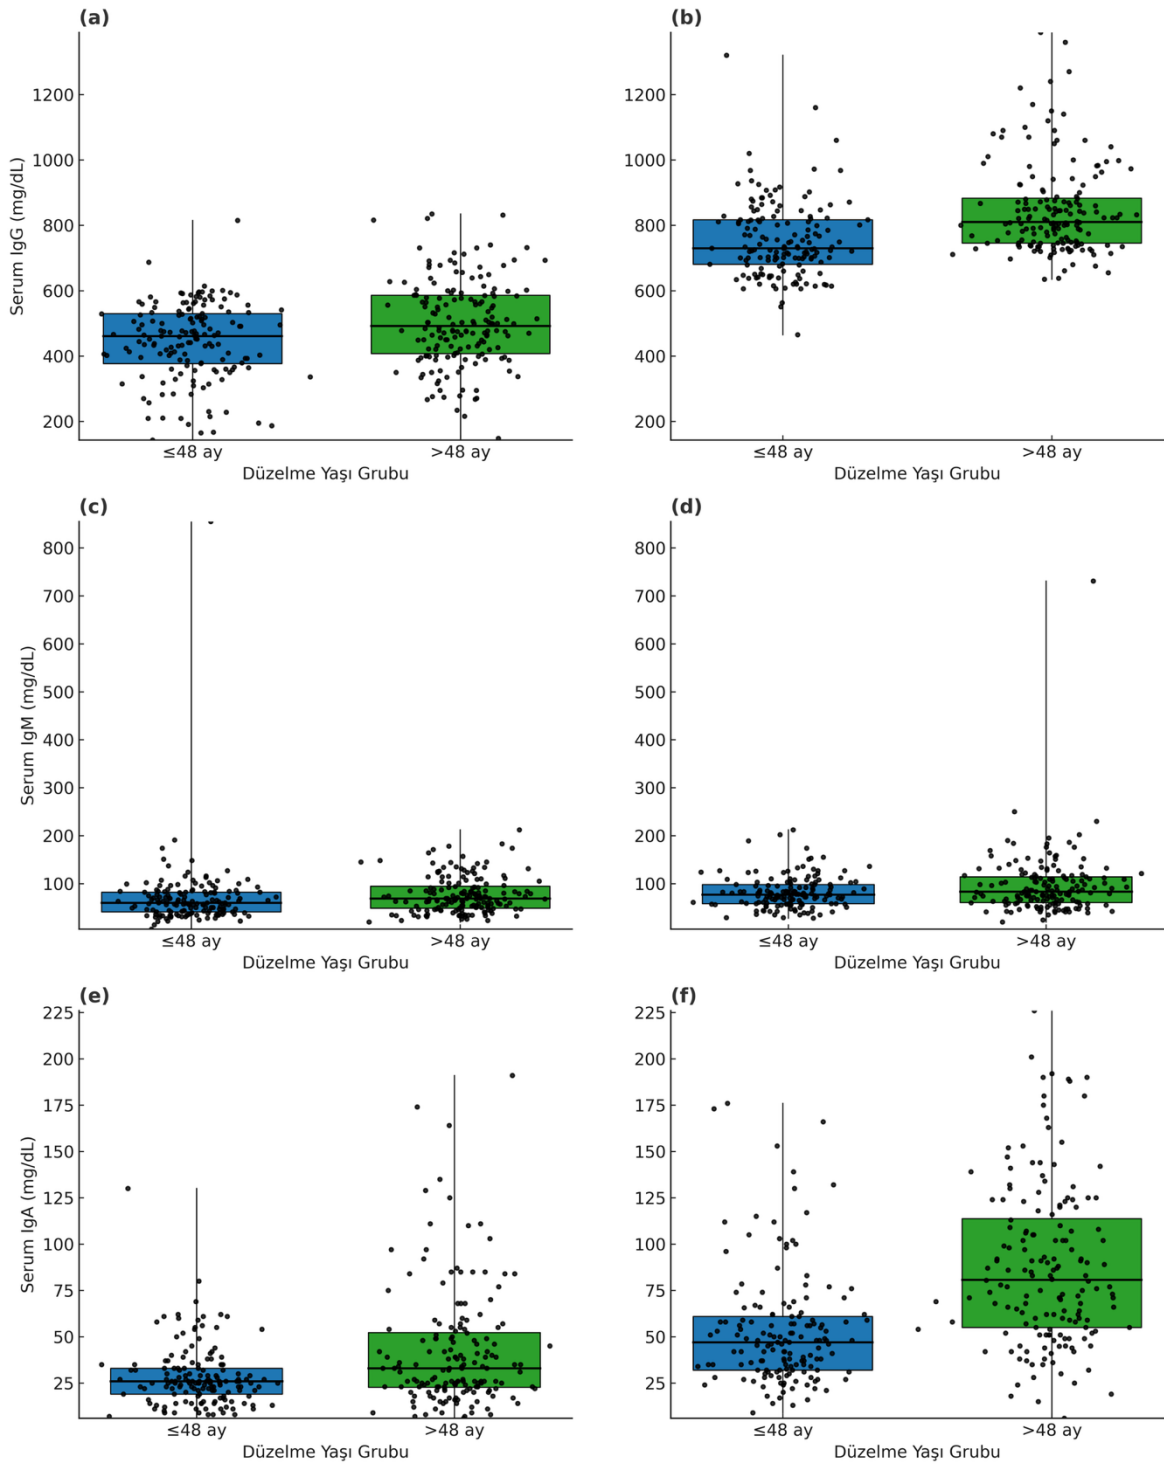 (a)
Serum IgG (mg/dL)
1200
1000
800
600
400
200
≤48 ay >48 ay
Düzelme Yaşı Grubu
(b)
1200
1000
800
600
400
200
≤48 ay >48 ay
Düzelme Yaşı Grubu
(c)
Serum IgM (mg/dL)
800
700
600
500
400
300
200
100
≤48 ay >48 ay
Düzelme Yaşı Grubu
(d)
800
700
600
500
400
300
200
100
≤48 ay >48 ay
Düzelme Yaşı Grubu
(e)
Serum IgA (mg/dL)
225
200
175
150
125
100
75
50
25
≤48 ay >48 ay
Düzelme Yaşı Grubu
(f)
225
200
175
150
125
100
75
50
25
≤48 ay >48 ay
Düzelme Yaşı Grubu